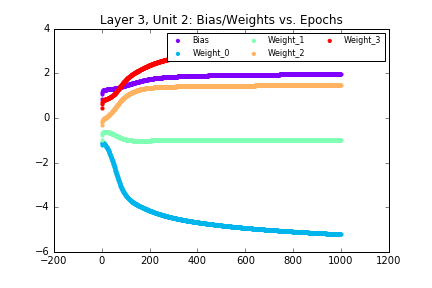 Layer 3, Unit 2: Bias/Weights vs. Epochs
4
2
0
−2
−4
−6
Bias Weight_1 Weight_3
Weight_0 Weight_2
−200 0 200 400 600 800 1000 1200